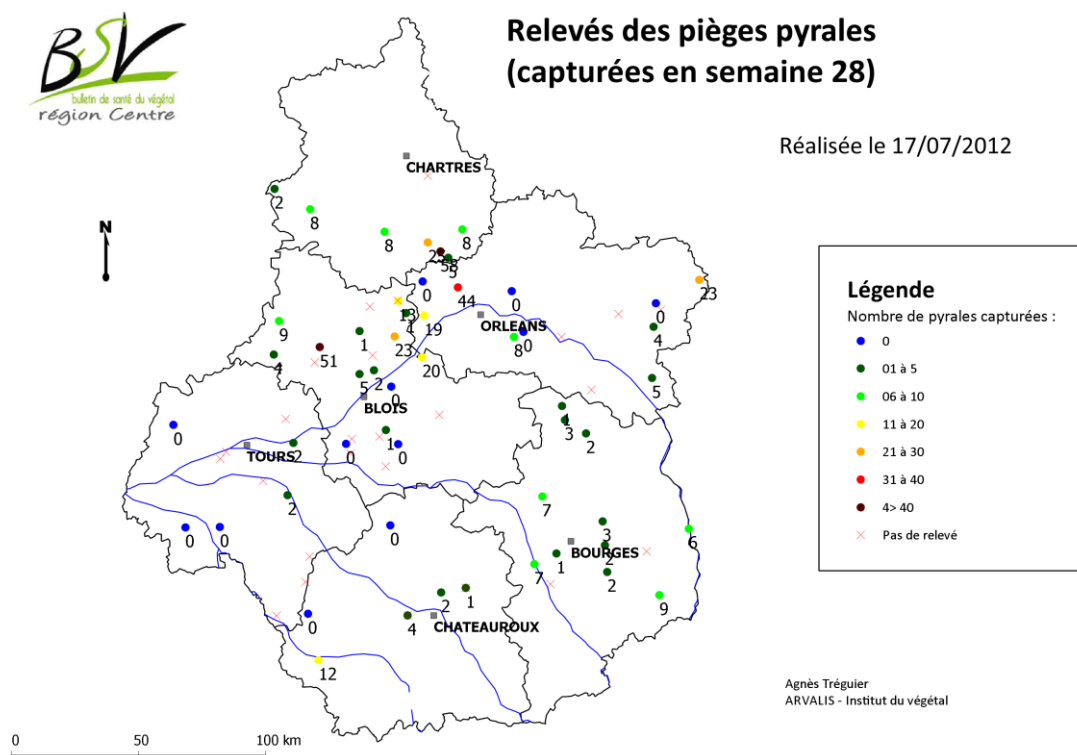 Relevés des pièges pyrales
(capturées en semaine 28)
BSV
bulletin de santé du végétal
région Centre
Réalisée le 17/07/2012
CHARTRES
2
8
8
8
N
0
44
0
23
0
13
19
ORLEANS
4
9
1
23
0
8
51
4
20
5
2
5
0
BLOIS
1
3
2
0
2
1
0
0
TOURS
2
7
0
0
0
3
6
BOURGES
2
1
7
2
9
2
1
4
CHATEAUROUX
0
12
Légende
Nombre de pyrales capturées :
0
01 à 5
06 à 10
11 à 20
21 à 30
31 à 40
4> 40
Pas de relevé
Agnès Tréguier
ARVALIS - Institut du végétal
0 50 100 km